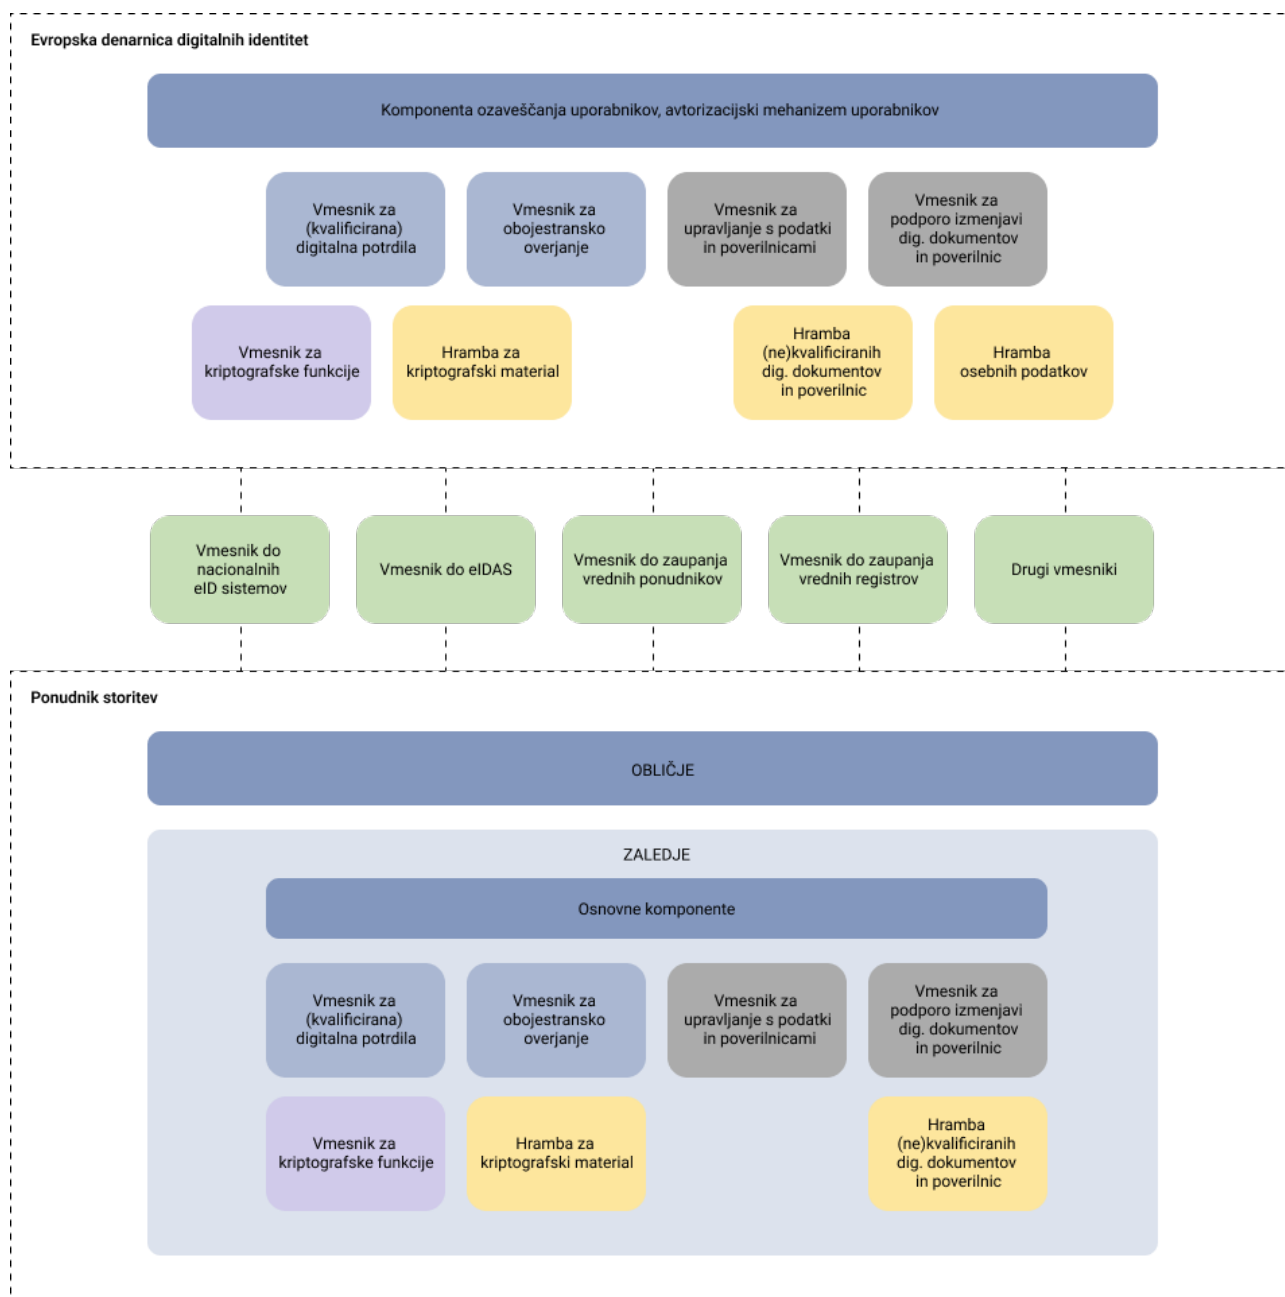 Evropska denarnica digitalnih identitet
Komponenta ozaveščanja uporabnikov, avtorizacijski mehanizem uporabnikov
Vmesnik za
(kvalificirana)
digitalna potrdila
Vmesnik za
obojestransko
overjanje
Vmesnik za
upravljanje s podatki
in poverilnicami
Vmesnik za
podporo izmenjavi
dig. dokumentov
in poverilnic
Vmesnik za
kriptografske funkcije
Hramba za
kriptografski material
Hramba
(ne)kvalificiranih
dig. dokumentov
in poverilnic
Hramba
osebnih podatkov
Vmesnik do
nacionalnih
eID sistemov
Vmesnik do eIDAS
Vmesnik do zaupanja
vrednih ponudnikov
Vmesnik do zaupanja
vrednih registrov
Drugi vmesniki
Ponudnik storitev
OBLIČJE
ZALEDJE
Osnovne komponente
Vmesnik za
(kvalificirana)
digitalna potrdila
Vmesnik za
obojestransko
overjanje
Vmesnik za
upravljanje s podatki
in poverilnicami
Vmesnik za
podporo izmenjavi
dig. dokumentov
in poverilnic
Vmesnik za
kriptografske funkcije
Hramba za
kriptografski material
Hramba
(ne)kvalificiranih
dig. dokumentov
in poverilnic